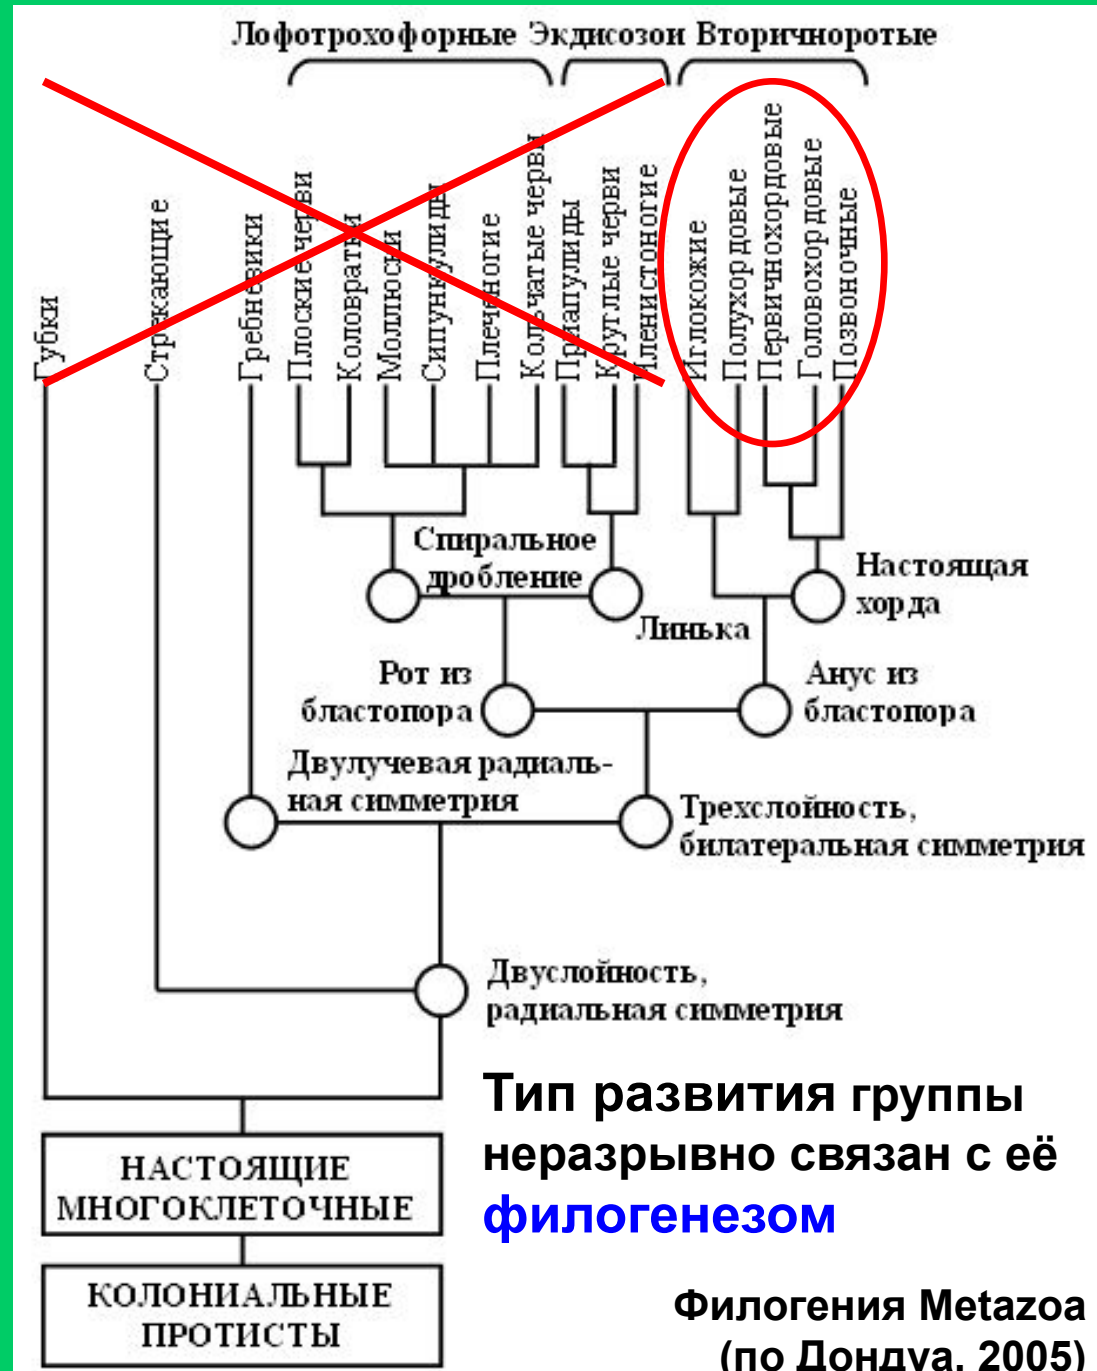 Лофотрохофорные Экдисозои Вторичноротые
Губки
Стрекающие
Гребневики
Плоские черви
Коловратки
Моллюски
Сипункулиды
Плеченогие
Кольчатые черви
Приапулиды
Круглые черви
Членистоногие
Иглокожие
Полухордовые
Первичнохордовые
Головохордовые
Позвоночные
Спиральное
дробление
Линька
Настоящая
хорда
Рот из
бластопора
Анус из
бластопора
Двулучевая радиаль-
ная симметрия
Трехслойность,
билатеральная симметрия
Двуслойность,
радиальная симметрия
Тип развития группы
неразрывно связан с её
филогенезом
НАСТОЯЩИЕ
МНОГОКЛЕТОЧНЫЕ
КОЛОНИАЛЬНЫЕ
ПРОТИСТЫ
Филогения Metazoa
(по Дондуа, 2005)